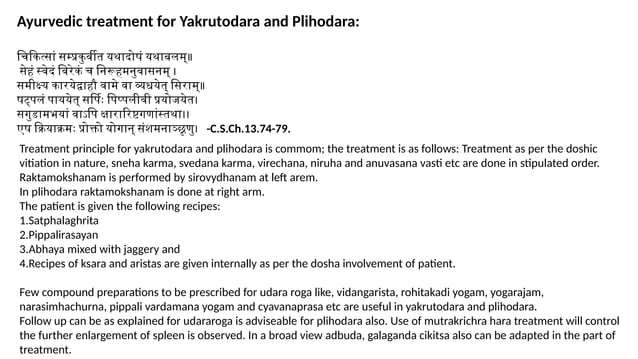 Ayurvedic treatment for Yakrutodara and Plihodara:
चिकित्सां सम्प्रकुर्वीत यथादोषं यथाबलम्॥
सेहं स्वेदं विरेकं च निरूहमनुवासनम् ।
समीक्ष्य कारयेद्बाहौ वामे वा व्यधयेत् सिराम्॥
षट्पलं पाययेत् सर्पिः पिप्पलीर्वा प्रयोजयेत।
सगुडामभयां वाऽपि क्षारारिष्टगणांस्तथा।।
एष क्रियाक्रमः प्रोक्तो योगान् संशमनाञ्छृणु। -C.S.Ch.13.74-79.
Treatment principle for yakrutodara and plihodara is commom; the treatment is as follows: Treatment as per the doshic
vitiation in nature, sneha karma, svedana karma, virechana, niruha and anuvasana vasti etc are done in stipulated order.
Raktamokshanam is performed by sirovydhanam at left arem.
In plihodara raktamokshanam is done at right arm.
The patient is given the following recipes:
1.Satphalaghrita
2.Pippalirasayan
3.Abhaya mixed with jaggery and
4.Recipes of ksara and aristas are given internally as per the dosha involvement of patient.
Few compound preparations to be prescribed for udara roga like, vidangarista, rohitakadi yogam, yogarajam,
narasimhachurna, pippali vardamana yogam and cyavanaprasa etc are useful in yakrutodara and plihodara.
Follow up can be as explained for udararoga is adviseable for plihodara also. Use of mutrakrichra hara treatment will control
the further enlargement of spleen is observed. In a broad view adbuda, galaganda cikitsa also can be adapted in the part of
treatment.